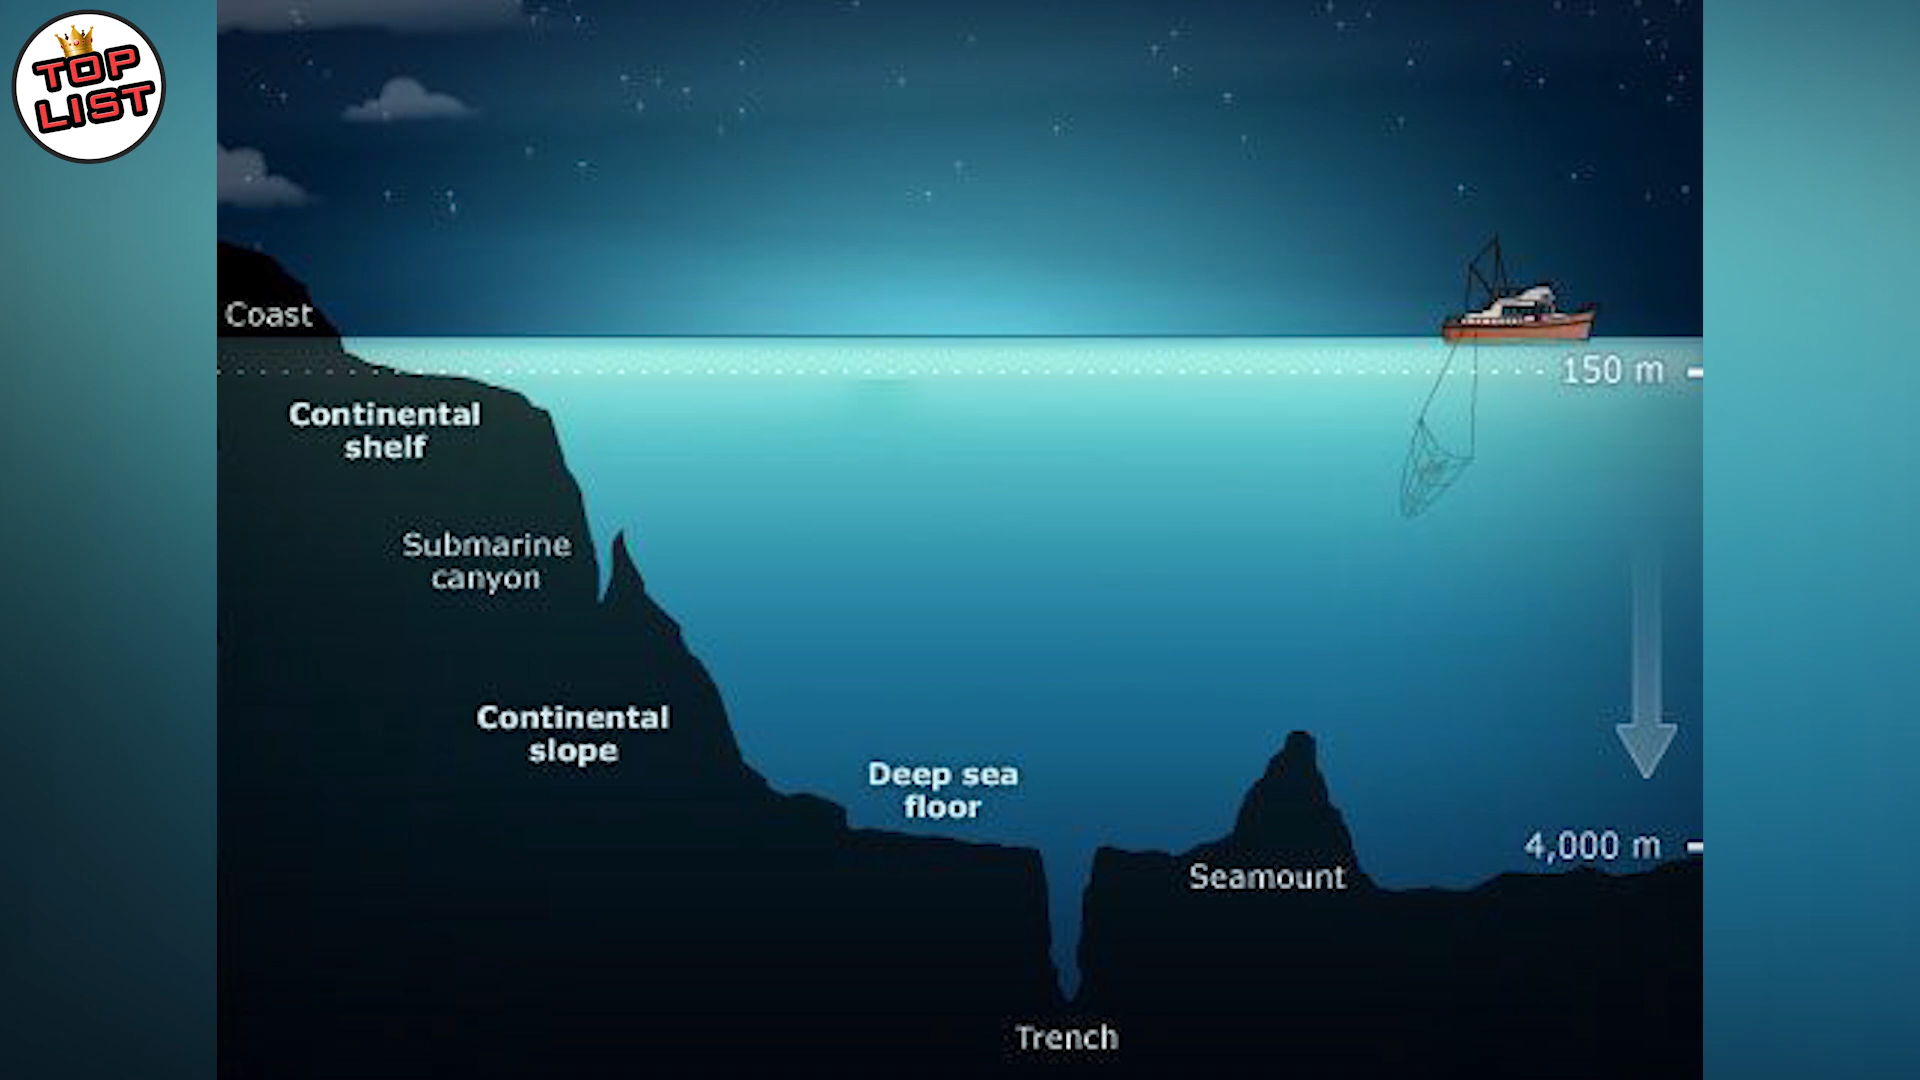 TOP
LIST
Coast
150 m
Continental
shelf
Submarine
canyon
Continental
slope
Deep sea
floor
4,000 m
Seamount
Trench